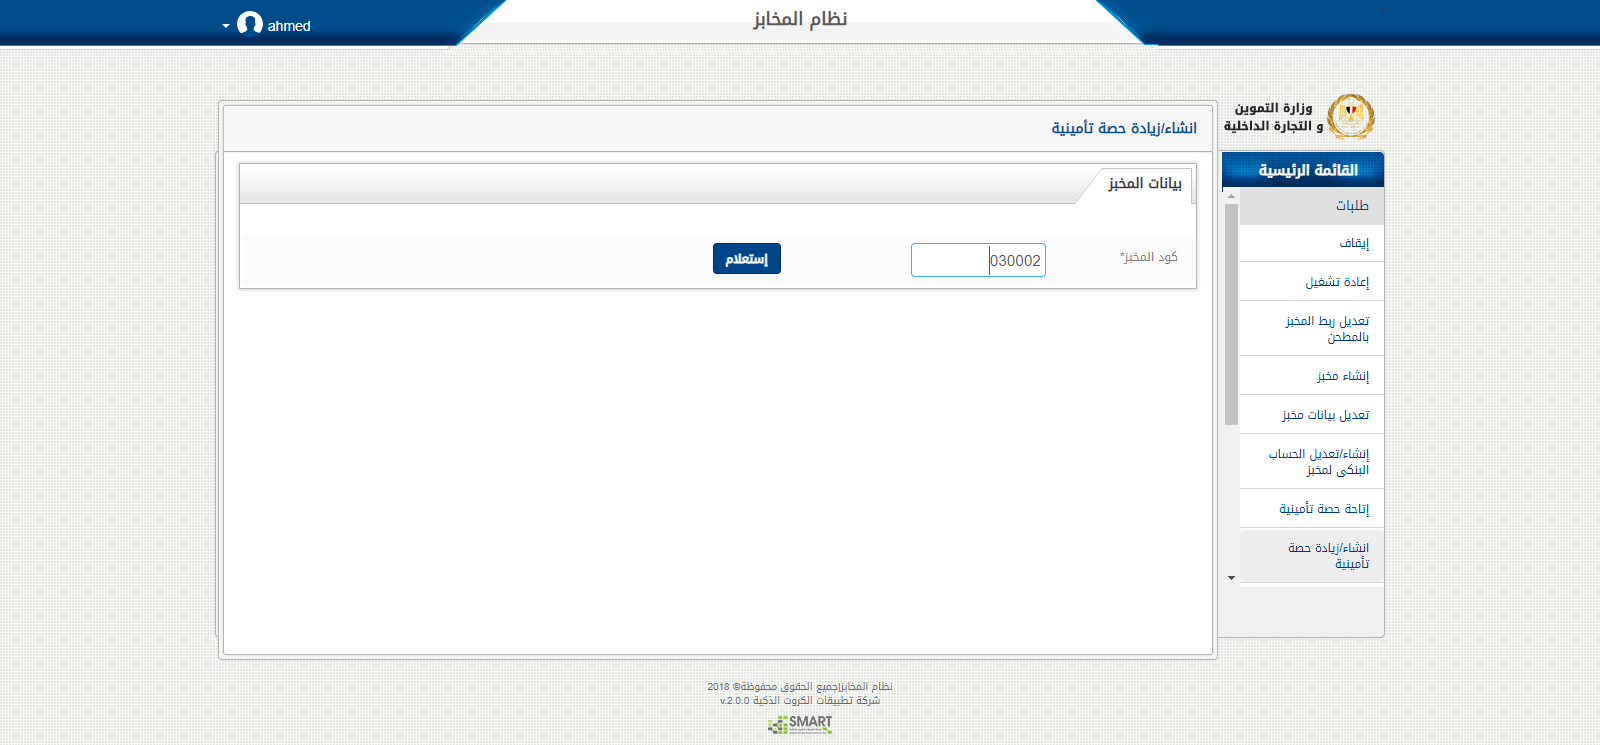 نظام المخابز
ahmed
وزارة التموين
و التجارة الداخلية
القائمة الرئيسية
طلبات
إيقاف
إعادة تشغيل
تعديل ربط المخبز
بالمطحن
إنشاء مخبز
تعديل بيانات مخبز
إنشاء/تعديل الحساب
البنكى لمخبز
إتاحة حصة تأمينية
انشاء/زيادة حصة
تأمينية
انشاء/زيادة حصة تأمينية
بيانات المخبز
كود المخبز*
030002
إستعلام
نظام المخابز|جميع الحقوق محفوظة© 2018
شركة تطبيقات الكروت الذكية v.2.0.0
SMART